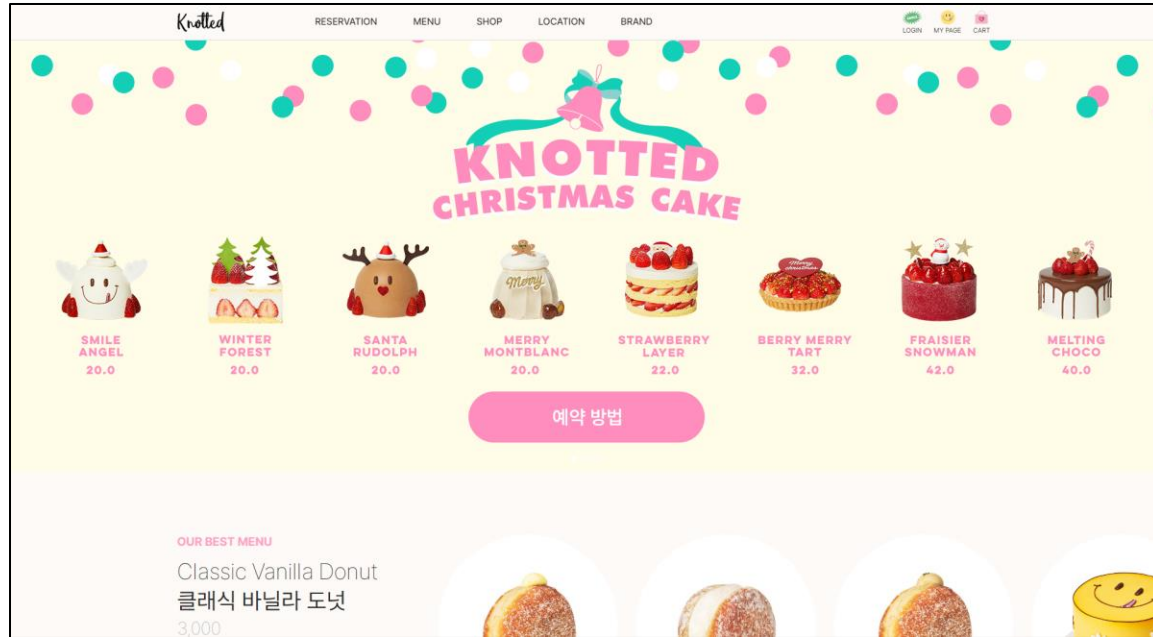 Knotted
RESERVATION MENU SHOP LOCATION BRAND
LOGIN MY PAGE CART
KNOTTED
CHRISTMAS CAKE
Merry
Merry
christmas
SMILE
ANGEL
20.0
WINTER
FOREST
20.0
SANTA
RUDOLPH
20.0
MERRY
MONTBLANC
20.0
STRAWBERRY
LAYER
22.0
BERRY MERRY
TART
32.0
FRAISIER
SNOWMAN
42.0
MELTING
CHOCO
40.0
예약 방법
OUR BEST MENU
Classic Vanilla Donut
클래식 바닐라 도넛
3,000